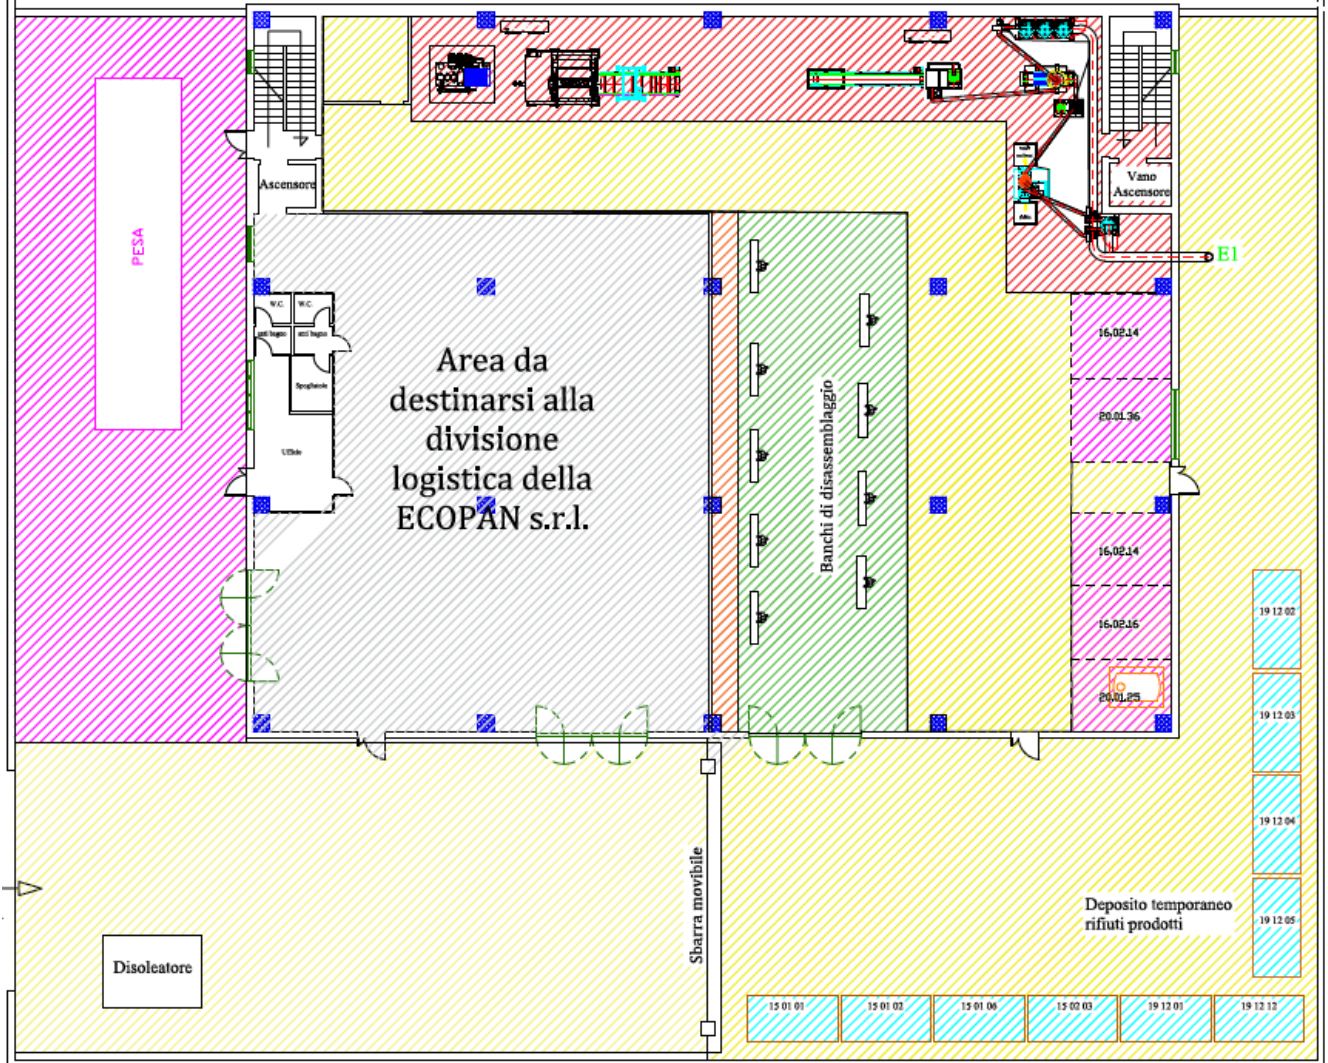 Ascensore
Vano
Ascensore
PESA
E1
W.C.
W.C.
anti bagno
anti bagno
Spogliatoio
Ufficio
Area da
destinarsi alla
divisione
logistica della
ECOPAN s.r.l.
Banchi di disassemblaggio
16.02.14
20.01.36
16.02.14
16.02.16
20.01.25
19 12 02
19 12 03
19 12 04
19 12 05
Sbarra movibile
Deposito temporaneo
rifiuti prodotti
Disoleatore
15 01 01
15 01 02
15 01 06
15 02 03
19 12 01
19 12 12